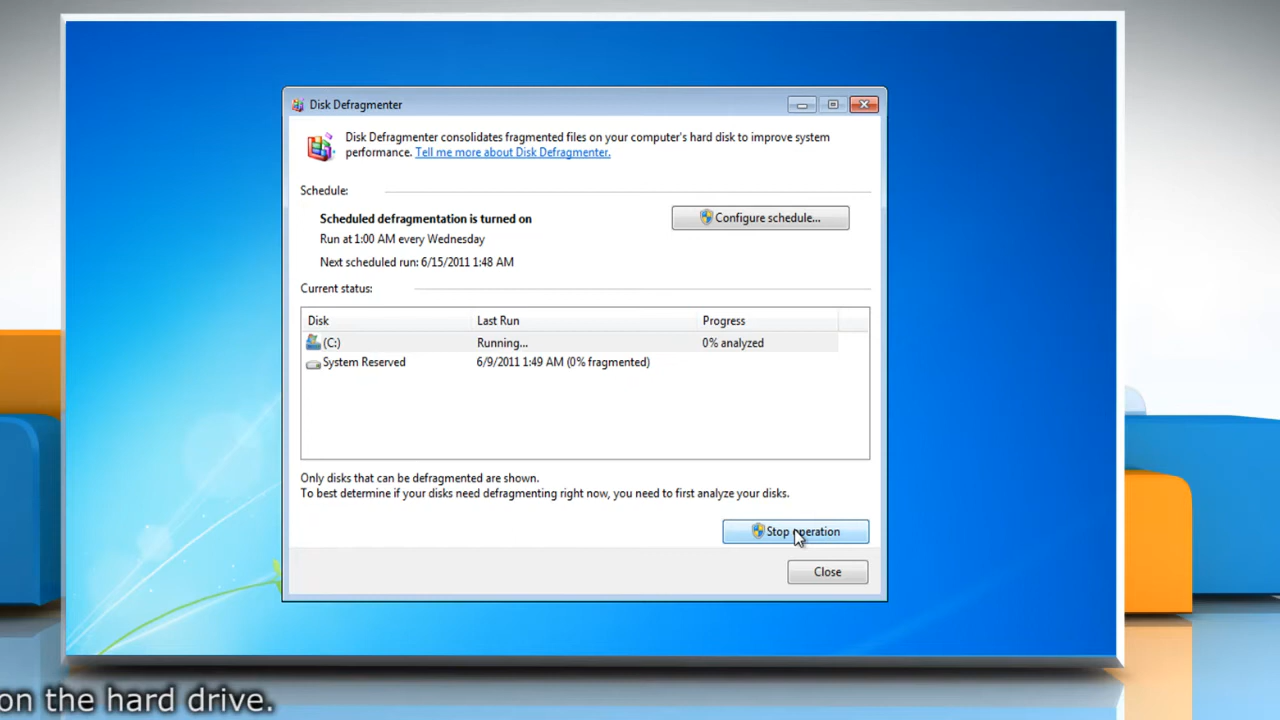 Disk Defragmenter
Disk Defragmenter consolidates fragmented files on your computer's hard disk to improve system
performance. Tell me more about Disk Defragmenter.
Schedule:
Scheduled defragmentation is turned on
Configure schedule...
Run at 1:00 AM every Wednesday
Next scheduled run: 6/15/2011 1:48 AM
Current status:
Disk Last Run Progress
(C:) Running... 0% analyzed
System Reserved 6/9/2011 1:49 AM (0% fragmented)
Only disks that can be defragmented are shown.
To best determine if your disks need defragmenting right now, you need to first analyze your disks.
Stop operation
Close
on the hard drive.